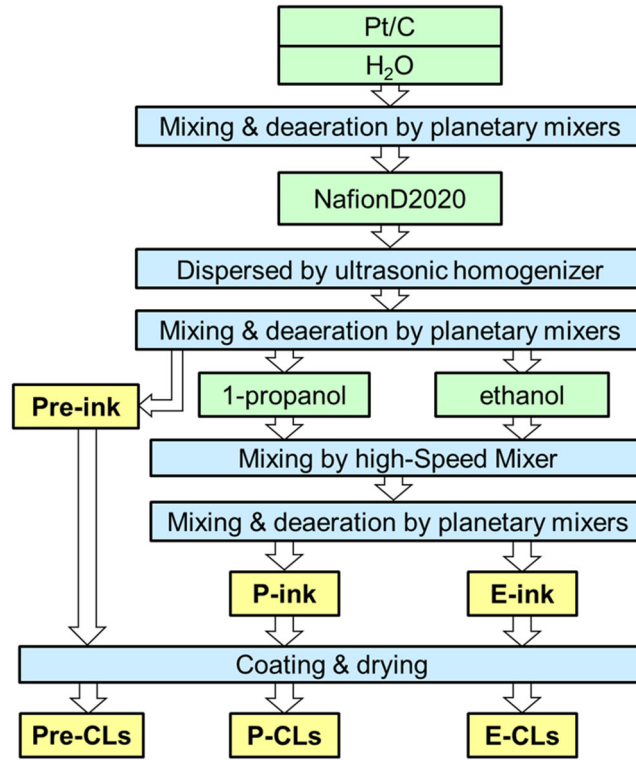 Pt/C
H₂O
Mixing & deaeration by planetary mixers
NafionD2020
Dispersed by ultrasonic homogenizer
Mixing & deaeration by planetary mixers
Pre-ink
1-propanol
ethanol
Mixing by high-Speed Mixer
Mixing & deaeration by planetary mixers
P-ink
E-ink
Coating & drying
Pre-CLs
P-CLs
E-CLs